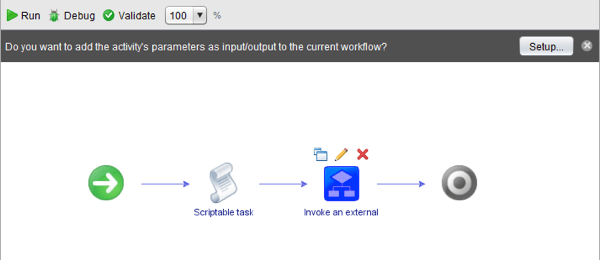 Run Debug Validate 100 %
Do you want to add the activity's parameters as input/output to the current workflow? Setup...
Scriptable task Invoke an external